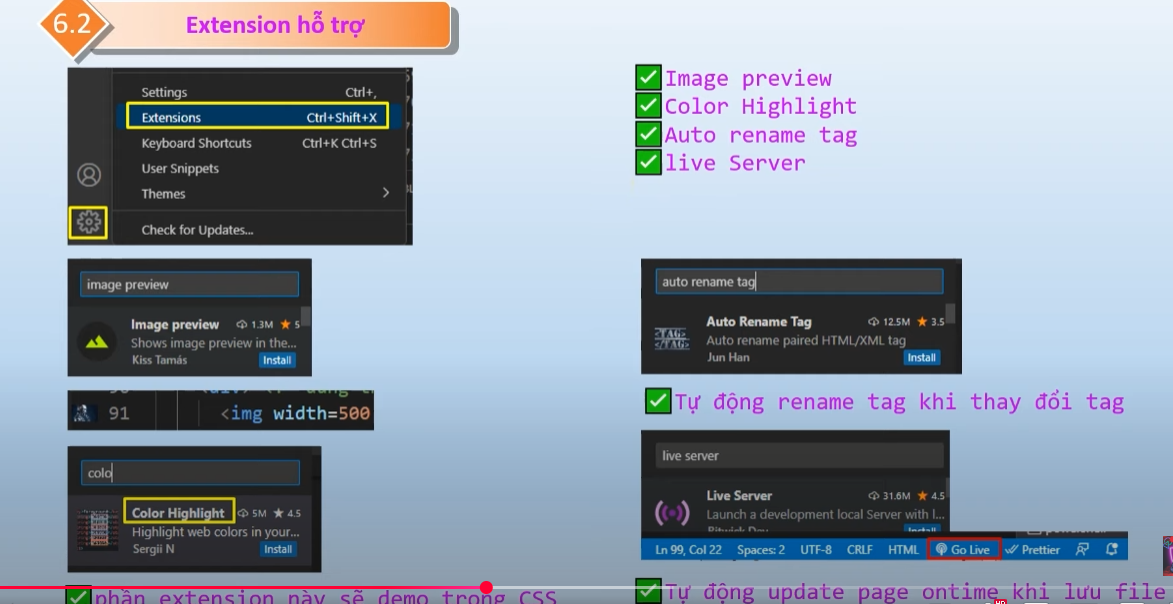 6.2
Extension hỗ trợ
Settings Ctrl+,
Extensions Ctrl+Shift+X
Keyboard Shortcuts Ctrl+K Ctrl+S
User Snippets
Themes
Check for Updates...
image preview
Image preview 1.3M 5
Shows image preview in the...
Kiss Tamás Install
91 <img width=500
colo
Color Highlight 5M 4.5
Highlight web colors in your...
Sergii N Install
phần extension này sẽ demo trong CSS
Image preview
Color Highlight
Auto rename tag
live Server
auto rename tag
Auto Rename Tag 12.5M 3.5
Auto rename paired HTML/XML tag
Jun Han Install
Tự động rename tag khi thay đổi tag
live server
Live Server 31.6M 4.5
Launch a development local Server with l...
Ritwick Dey Install
Ln 99, Col 22 Spaces: 2 UTF-8 CRLF HTML Go Live Prettier
Tự động update page ontime khi lưu file
HD